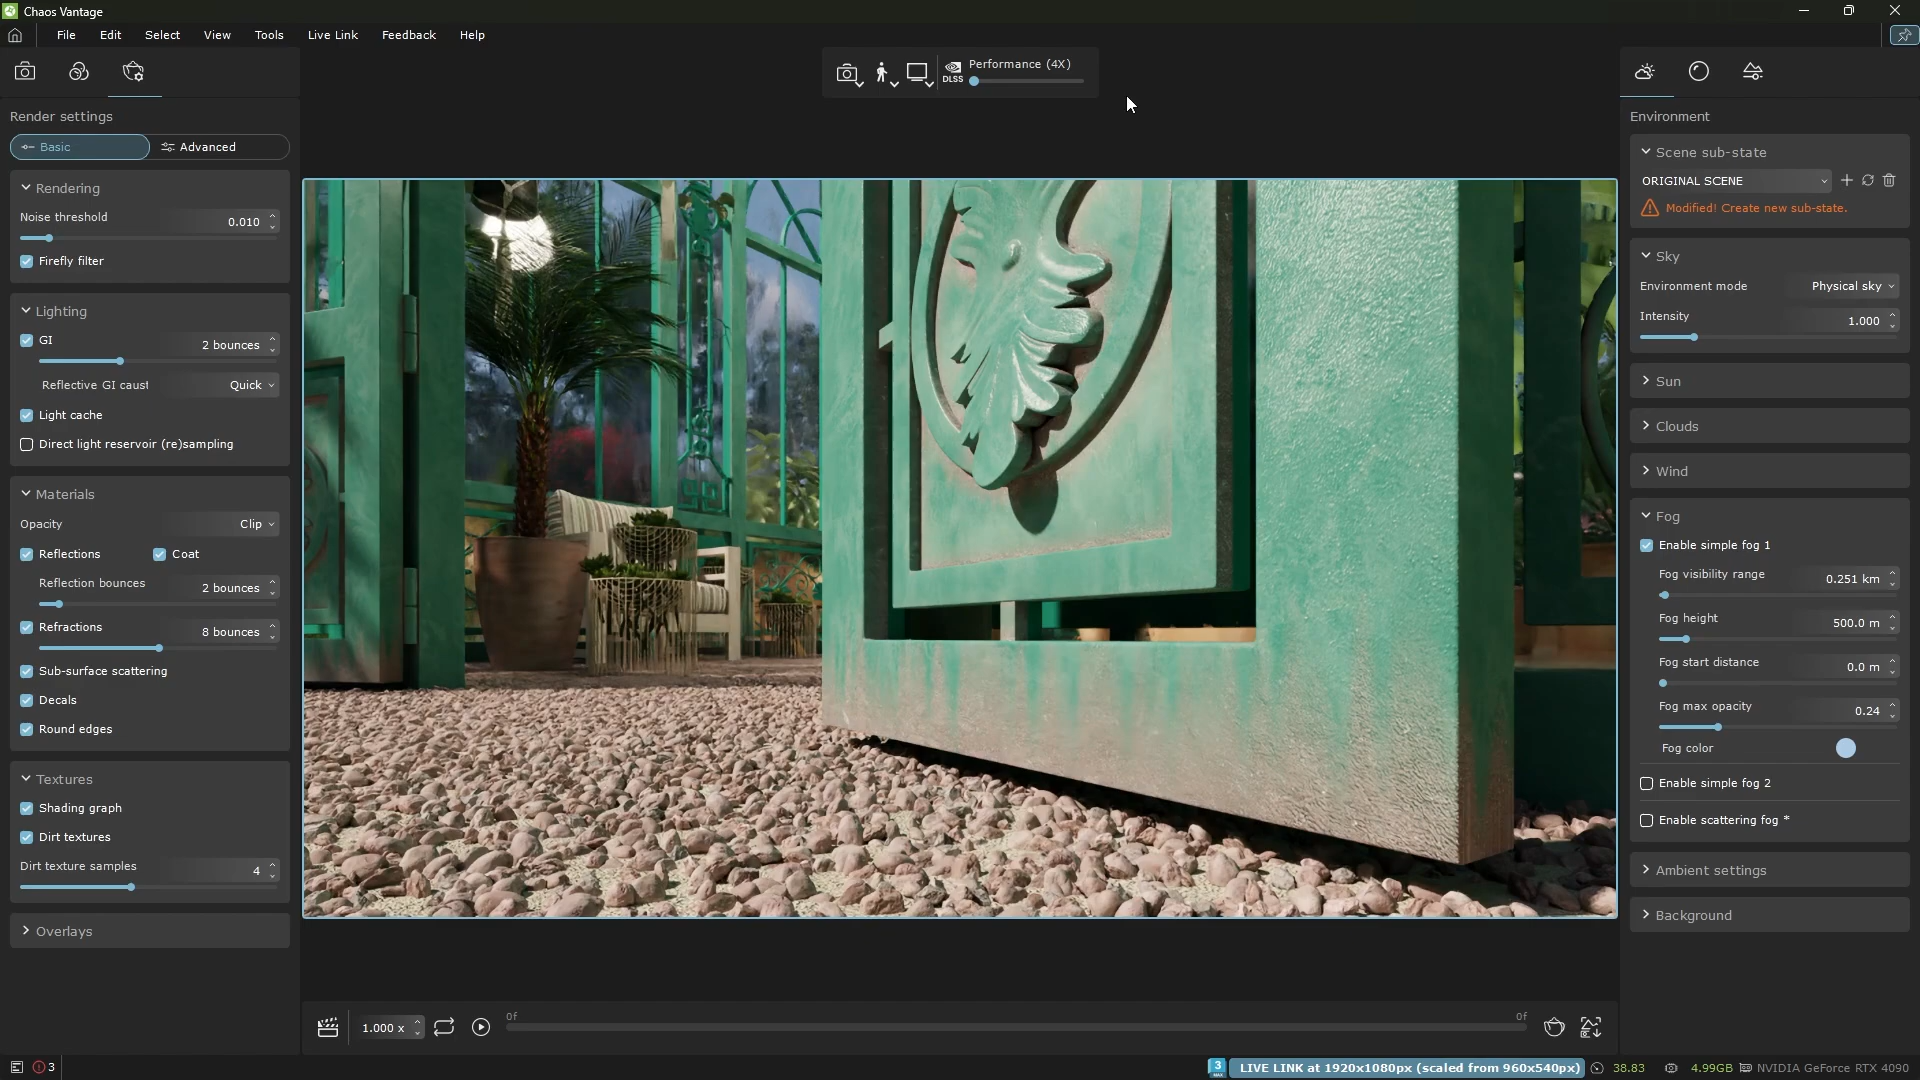 Chaos Vantage
File Edit Select View Tools Live Link Feedback Help
DLSS
Performance (4X)
Render settings
Basic Advanced
Rendering
Noise threshold 0.010
Firefly filter
Lighting
GI 2 bounces
Reflective GI caust Quick
Light cache
Direct light reservoir (re)sampling
Materials
Opacity Clip
Reflections Coat
Reflection bounces 2 bounces
Refractions 8 bounces
Sub-surface scattering
Decals
Round edges
Textures
Shading graph
Dirt textures
Dirt texture samples 4
Overlays
Environment
Scene sub-state
ORIGINAL SCENE
Modified! Create new sub-state.
Sky
Environment mode Physical sky
Intensity 1.000
Sun
Clouds
Wind
Fog
Enable simple fog 1
Fog visibility range 0.251 km
Fog height 500.0 m
Fog start distance 0.0 m
Fog max opacity 0.24
Fog color
Enable simple fog 2
Enable scattering fog *
Ambient settings
Background
1.000 x
0f 0f
3
3 MAX
LIVE LINK at 1920x1080px (scaled from 960x540px)
38.83 4.99GB NVIDIA GeForce RTX 4090